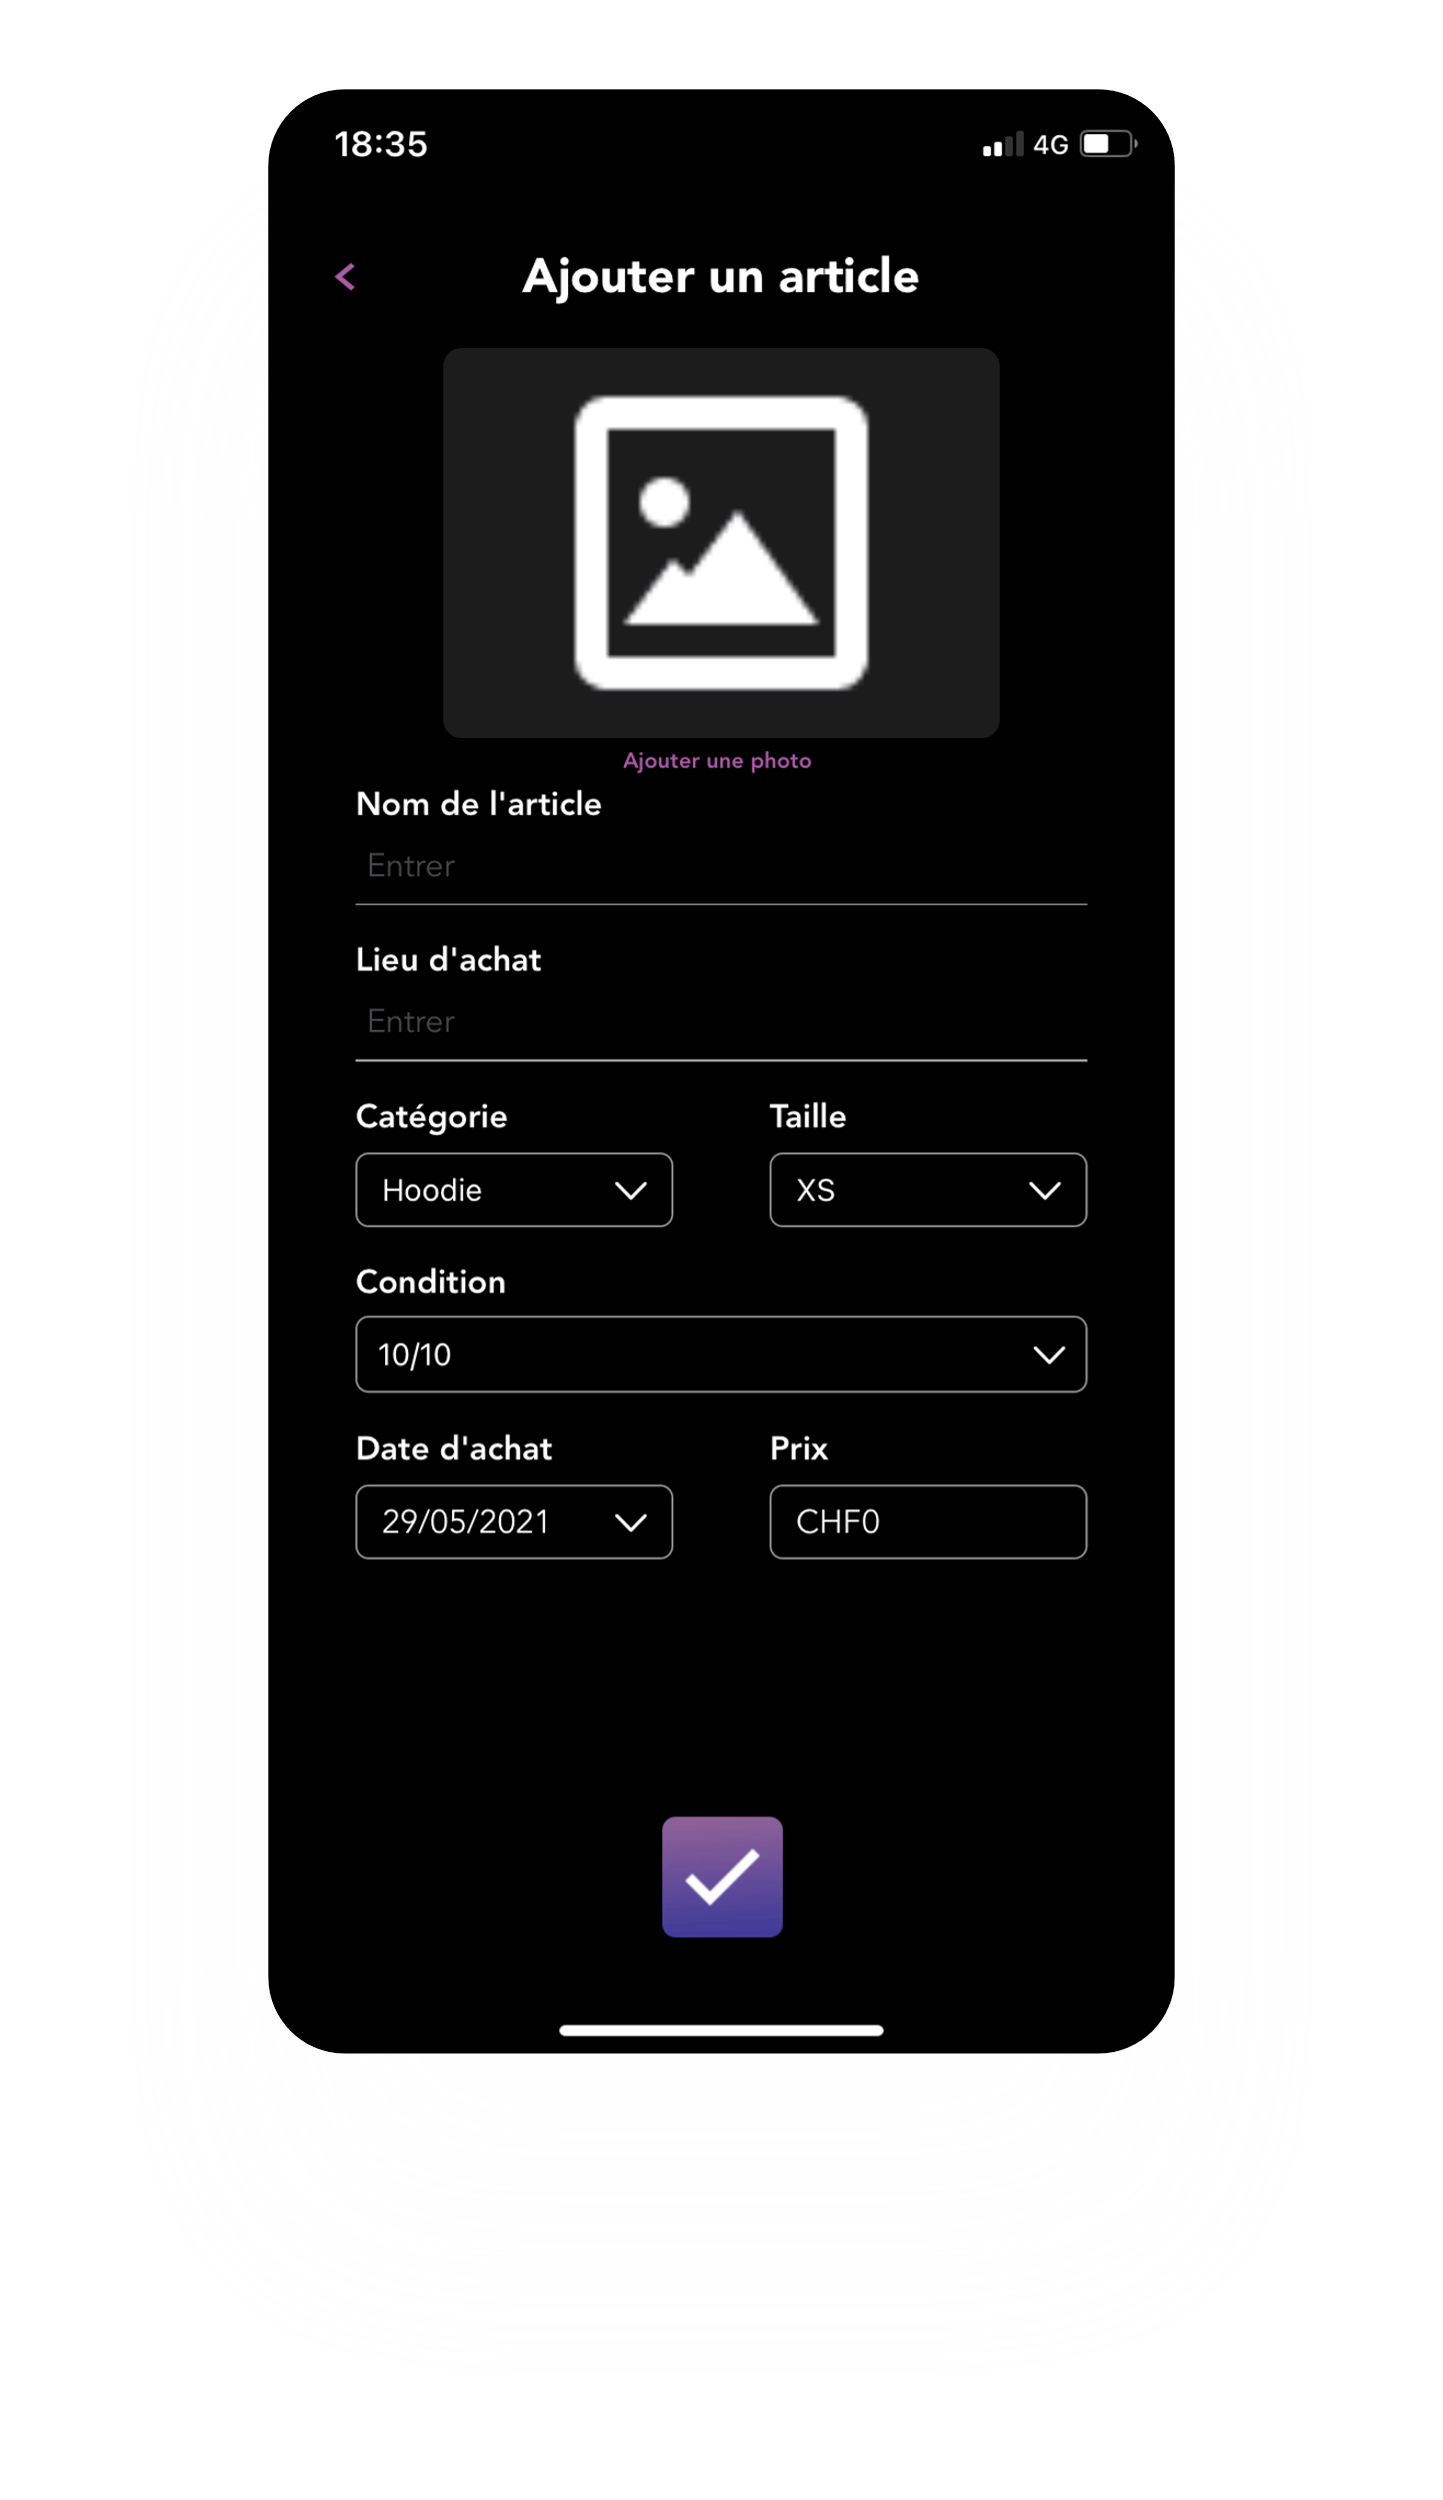 18:35 4G
Ajouter un article
Ajouter une photo
Nom de l'article
Entrer
Lieu d'achat
Entrer
Catégorie Taille
Hoodie XS
Condition
10/10
Date d'achat Prix
29/05/2021 CHF0